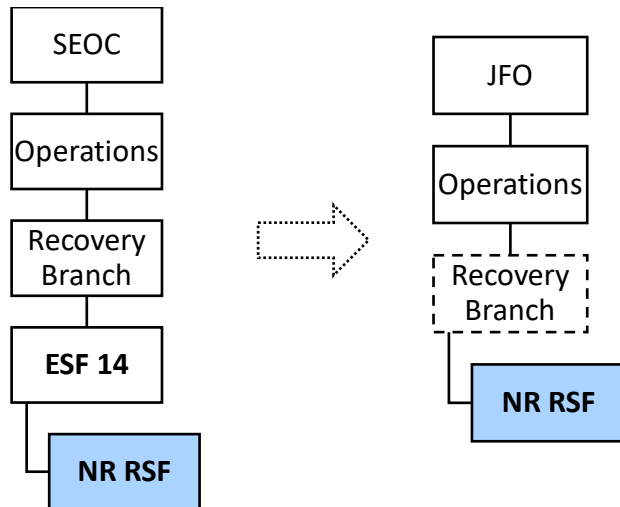 SEOC
Operations
Recovery
Branch
ESF 14
NR RSF
JFO
Operations
Recovery
Branch
NR RSF